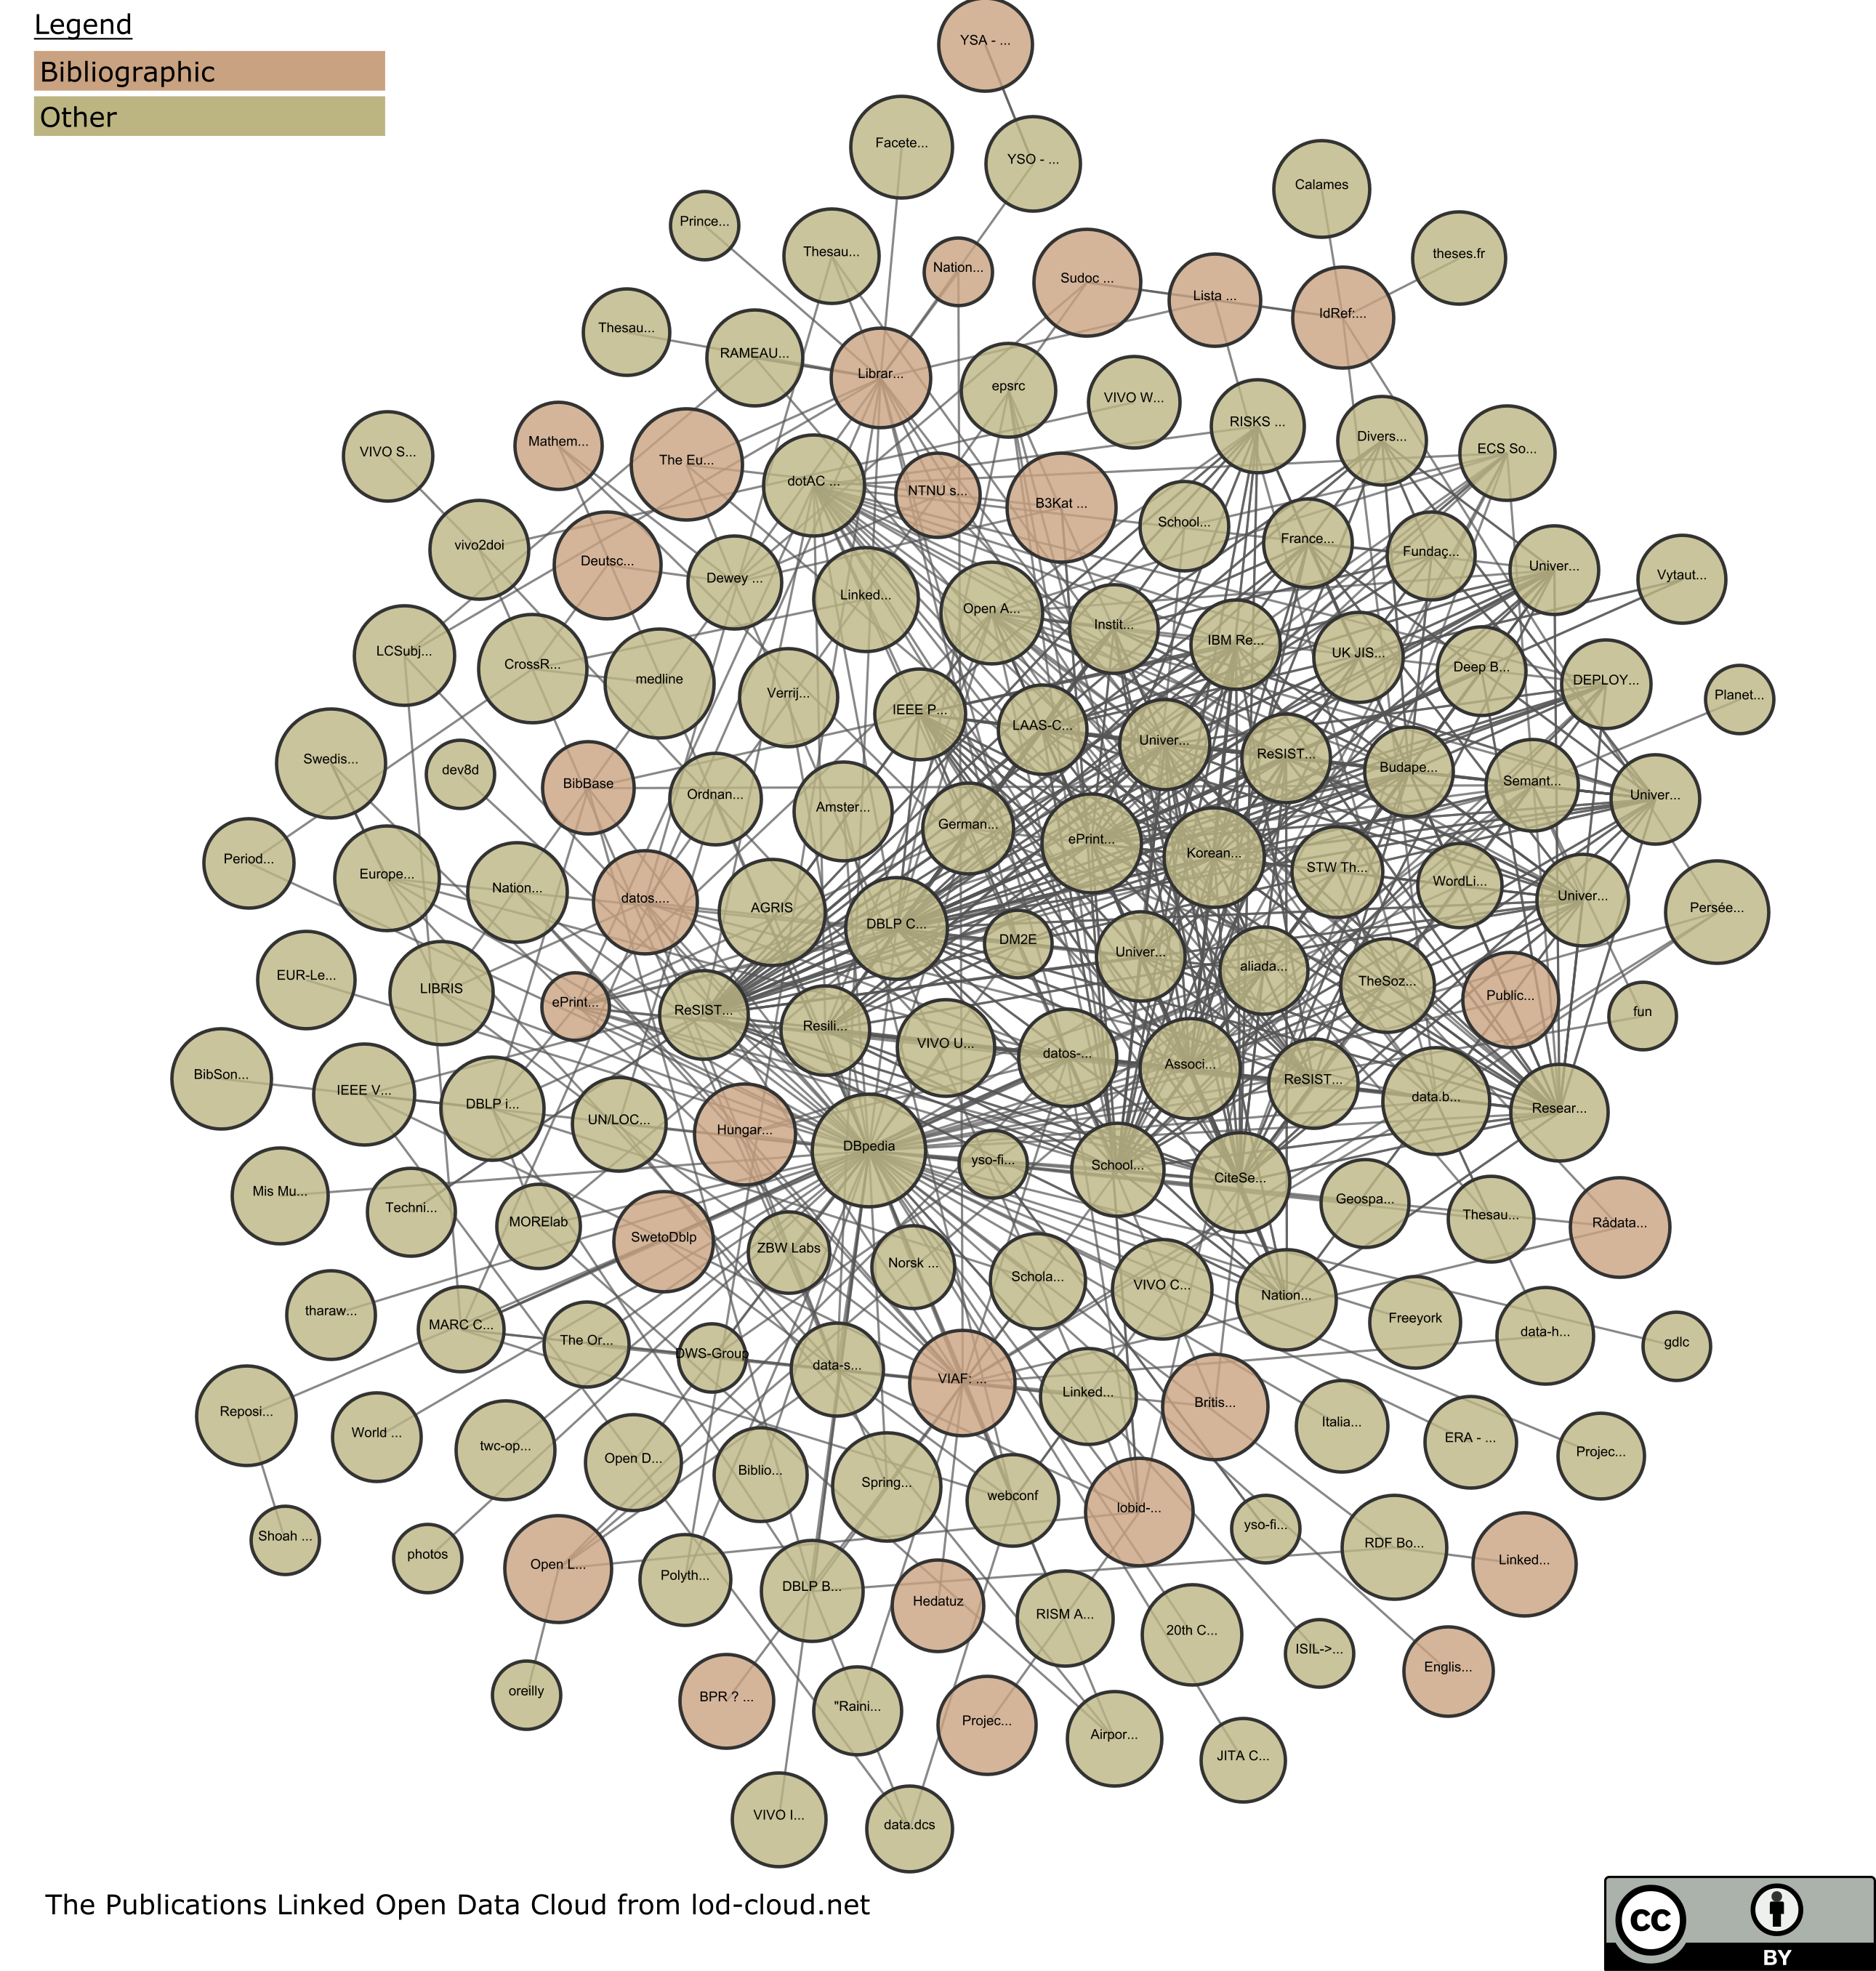 Legend
Bibliographic
Other
YSA - ...
Facete...
YSO - ...
Calames
Prince...
Thesau...
Nation...
Sudoc ...
Lista ...
IdRef:...
theses.fr
Thesau...
RAMEAU...
Librar...
epsrc
VIVO W...
RISKS ...
Divers...
ECS So...
VIVO S...
Mathem...
The Eu...
dotAC ...
NTNU s...
B3Kat ...
School...
France...
Fundaç...
Univer...
Vytaut...
vivo2doi
Deutsc...
Dewey ...
Linked...
Open A...
Instit...
IBM Re...
UK JIS...
Deep B...
DEPLOY...
Planet...
LCSubj...
CrossR...
medline
Verrij...
IEEE P...
LAAS-C...
Univer...
ReSIST...
Budape...
Semant...
Univer...
Swedis...
dev8d
BibBase
Ordnan...
Amster...
German...
ePrint...
Korean...
STW Th...
WordLi...
Univer...
Persée...
Period...
Europe...
Nation...
datos....
AGRIS
DBLP C...
DM2E
Univer...
aliada...
TheSoz...
Public...
fun
EUR-Le...
LIBRIS
ePrint...
ReSIST...
Resili...
VIVO U...
datos-...
Associ...
ReSIST...
data.b...
Resear...
BibSon...
IEEE V...
DBLP i...
UN/LOC...
Hungar...
DBpedia
yso-fi...
School...
CiteSe...
Geospa...
Thesau...
Rådata...
Mis Mu...
Techni...
MORElab
SwetoDblp
ZBW Labs
Norsk ...
Schola...
VIVO C...
Nation...
Freeyork
data-h...
gdlc
tharaw...
MARC C...
The Or...
DWS-Group
data-s...
VIAF: ...
Linked...
Britis...
Italia...
ERA - ...
Projec...
Reposi...
World ...
twc-op...
Open D...
Biblio...
Spring...
webconf
lobid-...
yso-fi...
RDF Bo...
Linked...
Shoah ...
photos
Open L...
Polyth...
DBLP B...
Hedatuz
RISM A...
20th C...
ISIL->...
Englis...
oreilly
BPR ? ...
"Raini...
Projec...
Airpor...
JITA C...
VIVO I...
data.dcs
The Publications Linked Open Data Cloud from lod-cloud.net
cc
BY